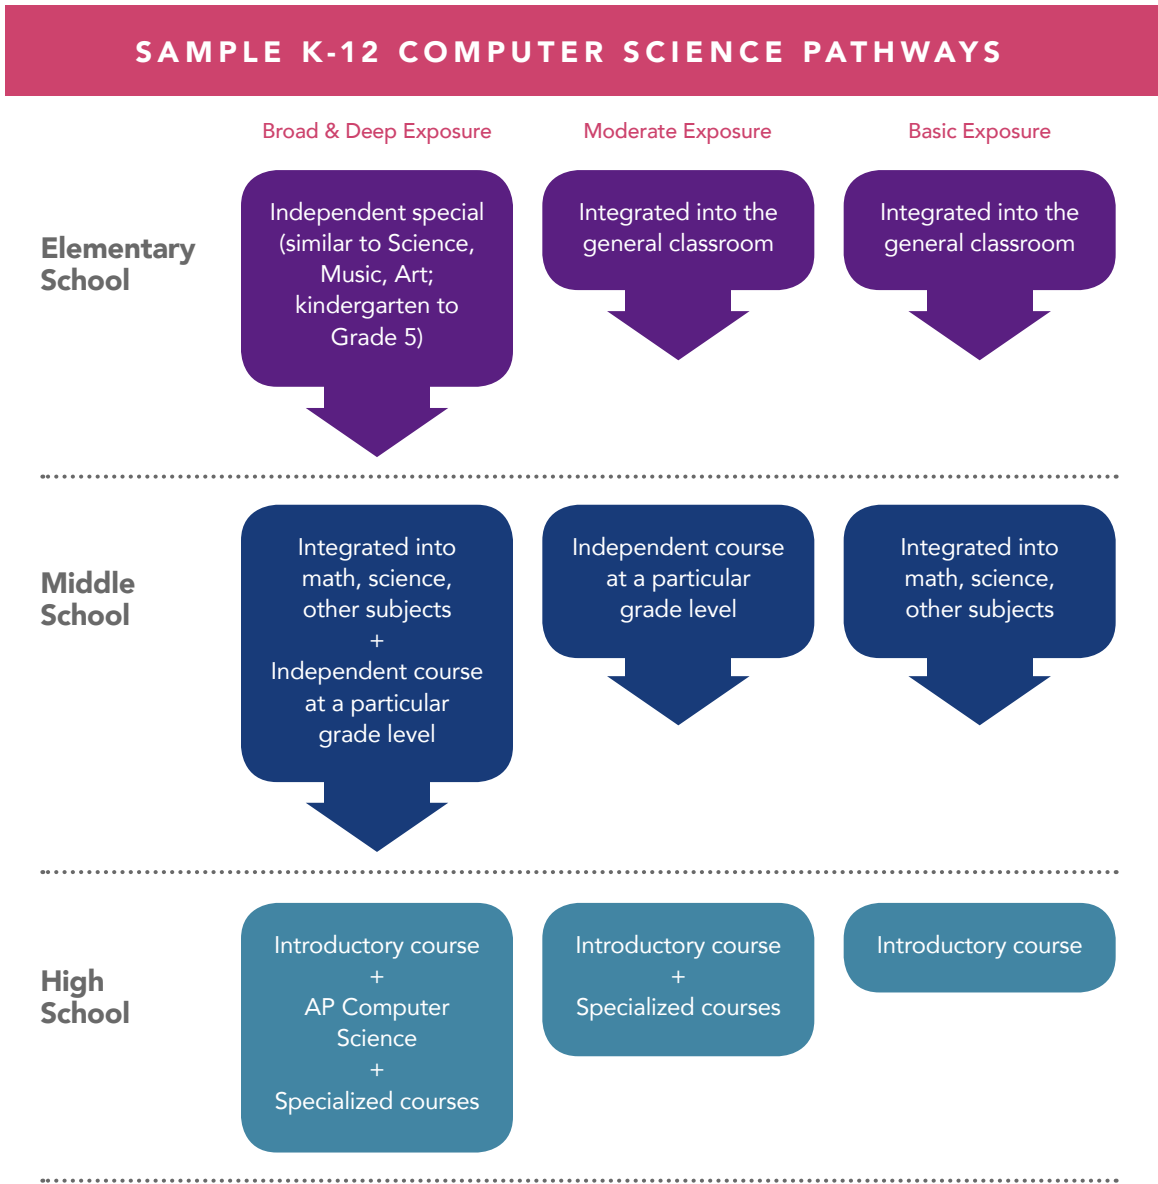 SAMPLE K-12 COMPUTER SCIENCE PATHWAYS
Broad & Deep Exposure
Moderate Exposure
Basic Exposure
Elementary
School
Independent special
(similar to Science,
Music, Art;
kindergarten to
Grade 5)
Integrated into the
general classroom
Integrated into the
general classroom
Middle
School
Integrated into
math, science,
other subjects
+
Independent course
at a particular
grade level
Independent course
at a particular
grade level
Integrated into
math, science,
other subjects
High
School
Introductory course
+
AP Computer
Science
+
Specialized courses
Introductory course
+
Specialized courses
Introductory course